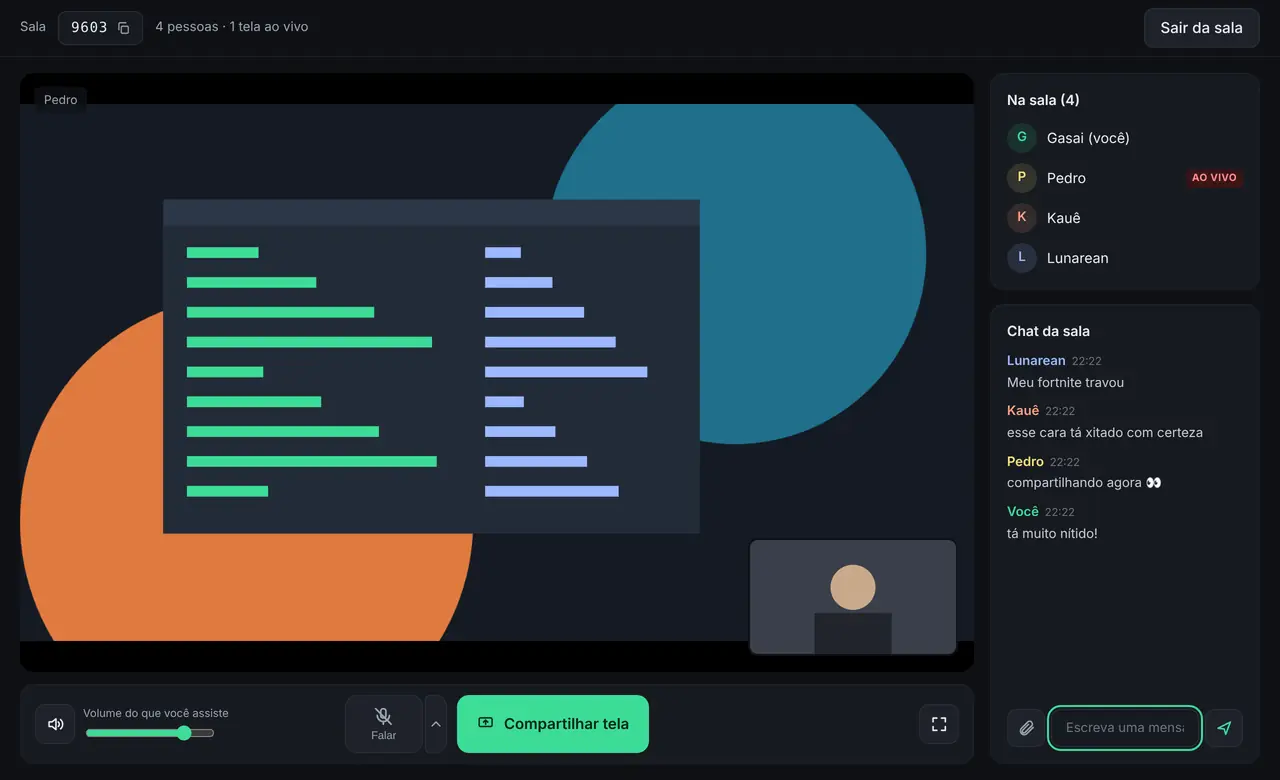 Sala
9603
4 pessoas · 1 tela ao vivo
Sair da sala
Pedro
Na sala (4)
G
Gasai (você)
P
Pedro
AO VIVO
K
Kauê
L
Lunarean
Chat da sala
Lunarean 22:22
Meu fortnite travou
Kauê 22:22
esse cara tá xitado com certeza
Pedro 22:22
compartilhando agora 👀
Você 22:22
tá muito nítido!
Volume do que você assiste
Falar
Compartilhar tela
Escreva uma mensa